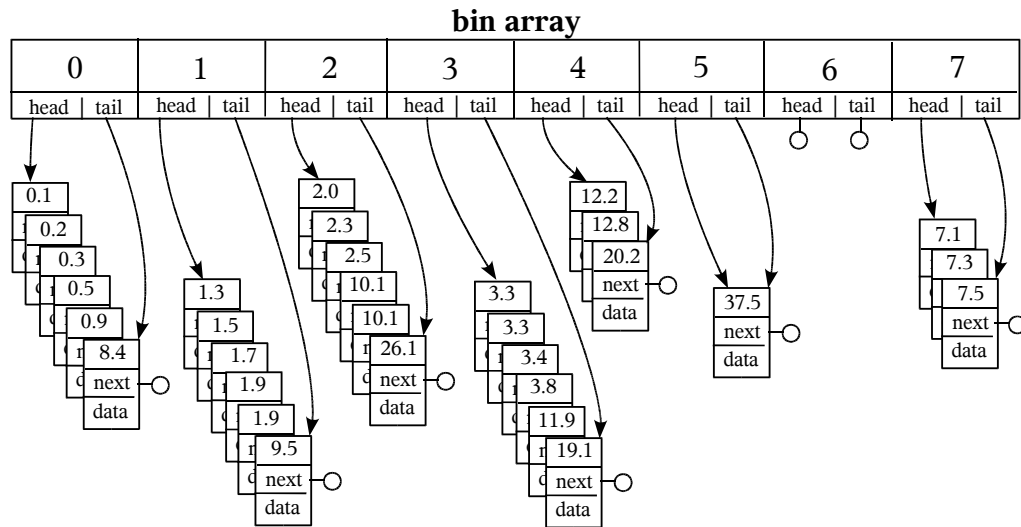 bin array
0 1 2 3 4 5 6 7
head tail head tail head tail head tail head tail head tail head tail head tail
0.1
0.2
0.3
0.5
0.9
8.4
next
data
1.3
1.5
1.7
1.9
1.9
9.5
next
data
2.0
2.3
2.5
10.1
10.1
26.1
next
data
3.3
3.3
3.4
3.8
11.9
19.1
next
data
12.2
12.8
20.2
next
data
37.5
next
data
7.1
7.3
7.5
next
data